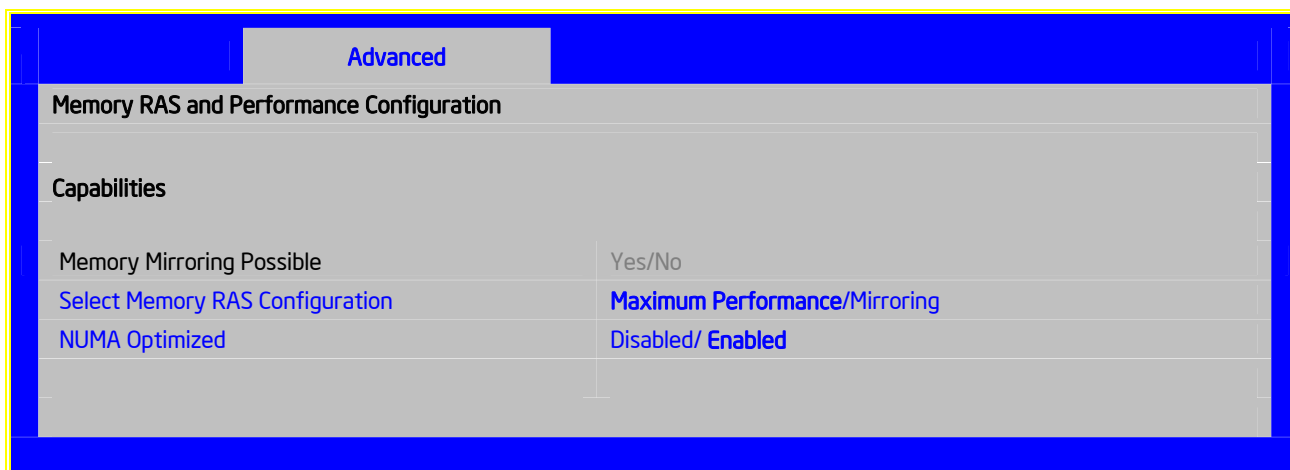 Advanced
Memory RAS and Performance Configuration
Capabilities
Memory Mirroring Possible Yes/No
Select Memory RAS Configuration Maximum Performance/Mirroring
NUMA Optimized Disabled/ Enabled